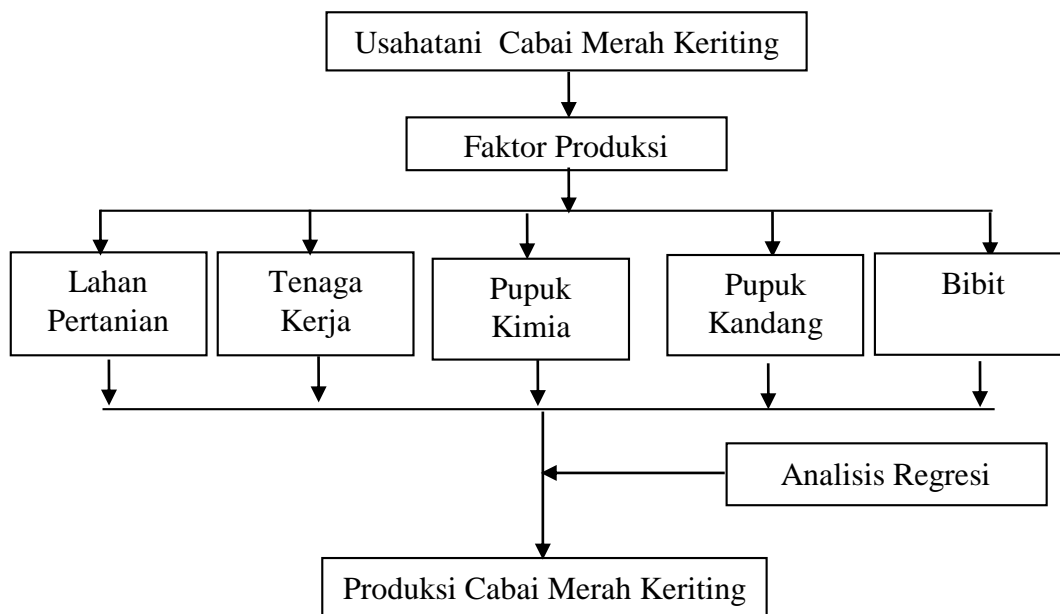 Usahatani Cabai Merah Keriting
Faktor Produksi
Lahan
Pertanian
Tenaga
Kerja
Pupuk
Kimia
Pupuk
Kandang
Bibit
Analisis Regresi
Produksi Cabai Merah Keriting